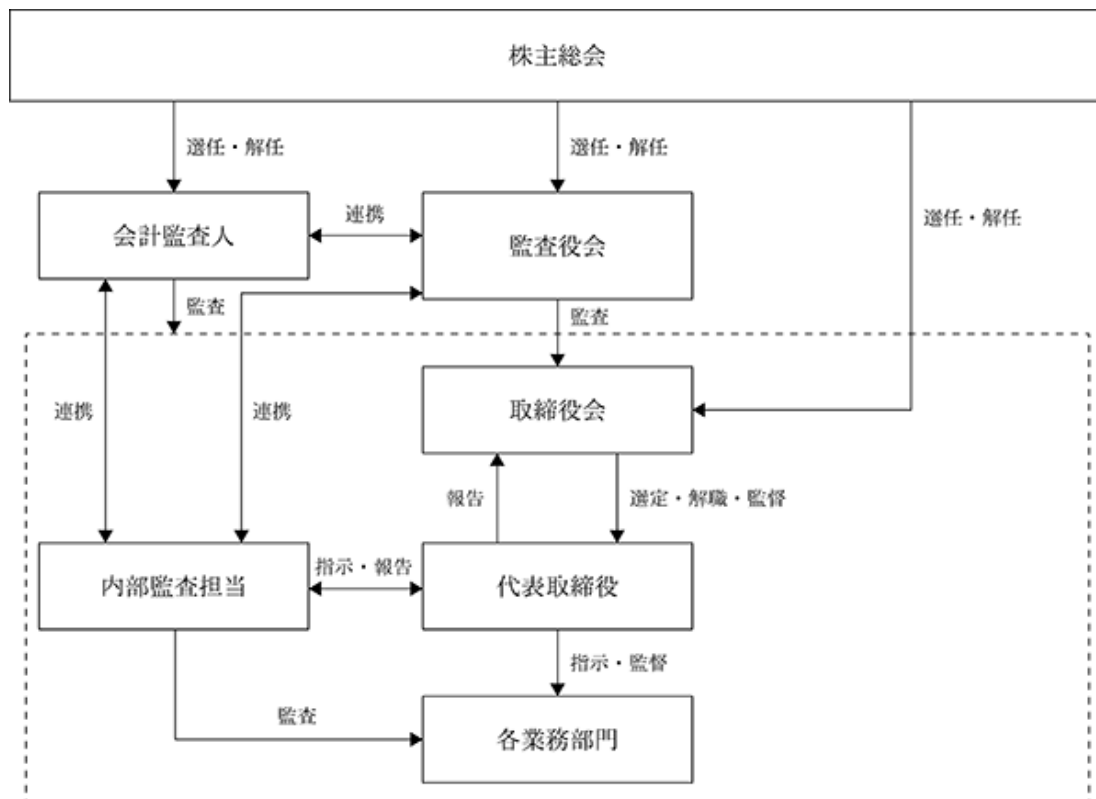 株主総会
選任・解任
選任・解任
選任・解任
会計監査人
連携
監査役会
監査
監査
連携
連携
取締役会
報告
選定・解職・監督
内部監査担当
指示・報告
代表取締役
指示・監督
監査
各業務部門